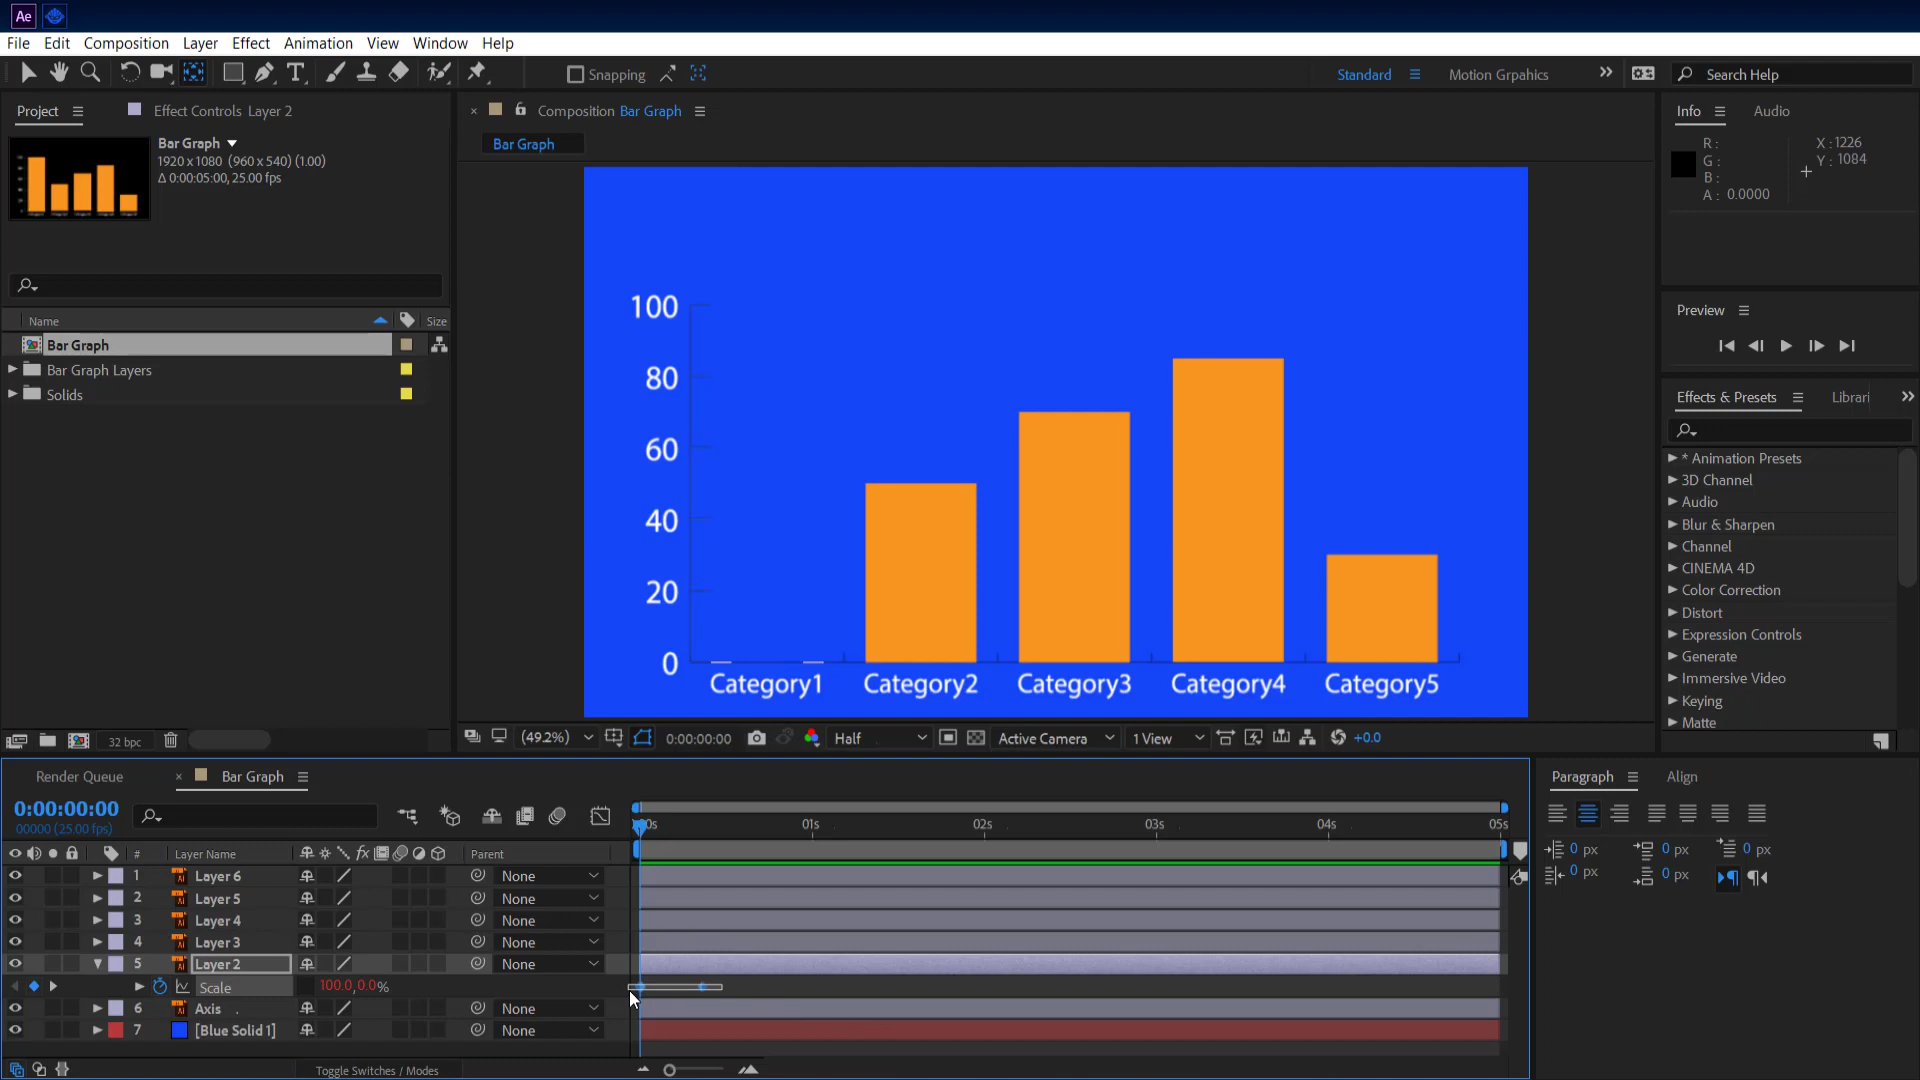 Ae
File Edit Composition Layer Effect Animation View Window Help
Snapping
Standard
Motion Grpahics
Search Help
Project
Effect Controls Layer 2
Composition Bar Graph
Info
Audio
Bar Graph
1920 x 1080 (960 x 540) (1.00)
Δ 0:00:05:00, 25.00 fps
Bar Graph
R :
G :
B :
A : 0.0000
X : 1226
Y : 1084
Name
Size
Bar Graph
Bar Graph Layers
Solids
Preview
100
80
60
40
20
0
Category1 Category2 Category3 Category4 Category5
Effects & Presets
Librari
* Animation Presets
3D Channel
Audio
Blur & Sharpen
Channel
CINEMA 4D
Color Correction
Distort
Expression Controls
Generate
Immersive Video
Keying
Matte
32 bpc
(49.2%)
0:00:00:00
Half
Active Camera
1 View
+0.0
Render Queue
Bar Graph
Paragraph
Align
0:00:00:00
00000 (25.00 fps)
00s 01s 02s 03s 04s 05s
# Layer Name
Parent
1 Layer 6 None
2 Layer 5 None
3 Layer 4 None
4 Layer 3 None
5 Layer 2 None
Scale 100.0,0.0%
6 Axis None
7 [Blue Solid 1] None
Toggle Switches / Modes
0 px 0 px 0 px
0 px 0 px